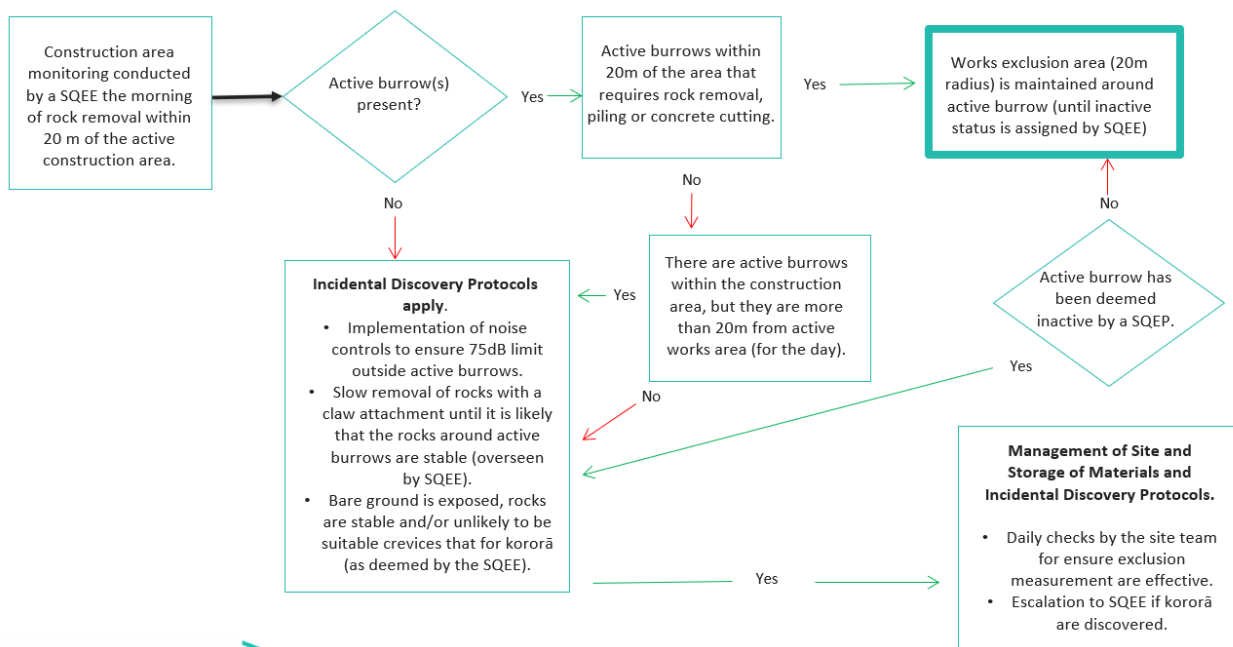 Construction area
monitoring conducted
by a SQEE the morning
of rock removal within
20 m of the active
construction area.
Active burrow(s)
present?
Yes
Active burrows within
20m of the area that
requires rock removal,
piling or concrete cutting.
Yes
Works exclusion area (20m
radius) is maintained around
active burrow (until inactive
status is assigned by SQEE)
No
No
No
Incidental Discovery Protocols
apply.
• Implementation of noise
controls to ensure 75dB limit
outside active burrows.
• Slow removal of rocks with a
claw attachment until it is likely
that the rocks around active
burrows are stable (overseen
by SQEE).
• Bare ground is exposed, rocks
are stable and/or unlikely to be
suitable crevices that for kororā
(as deemed by the SQEE).
Yes
There are active burrows
within the construction
area, but they are more
than 20m from active
works area (for the day).
No
Active burrow has
been deemed
inactive by a SQEP.
Yes
Yes
Management of Site and
Storage of Materials and
Incidental Discovery Protocols.
• Daily checks by the site team
for ensure exclusion
measurement are effective.
• Escalation to SQEE if kororā
are discovered.